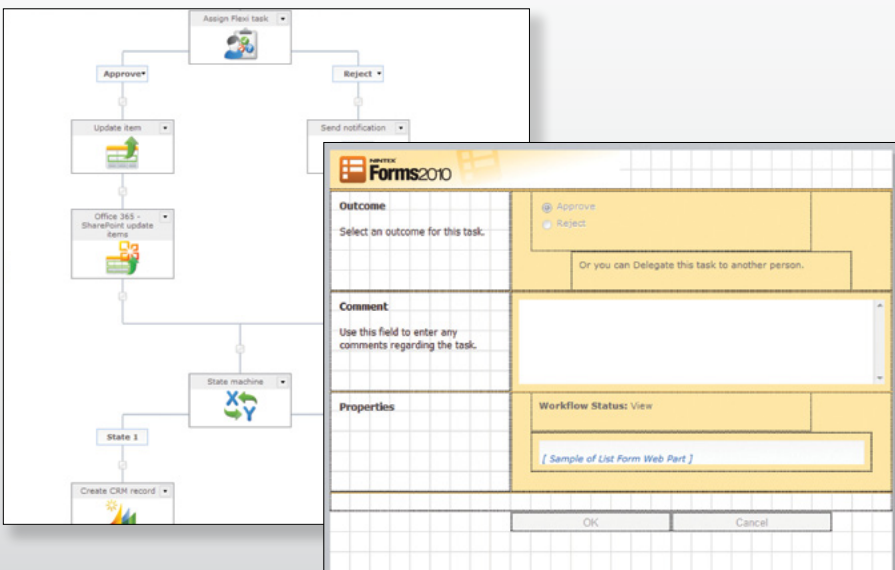 Assign Flexi task
Approve
Reject
Update item
Send notification
Office 365 -
SharePoint update
items
State machine
State 1
Create CRM record
NINTEX
Forms2010
Outcome
Select an outcome for this task.
Approve
Reject
Or you can Delegate this task to another person.
Comment
Use this field to enter any
comments regarding the task.
Properties
Workflow Status: View
[ Sample of List Form Web Part ]
OK
Cancel